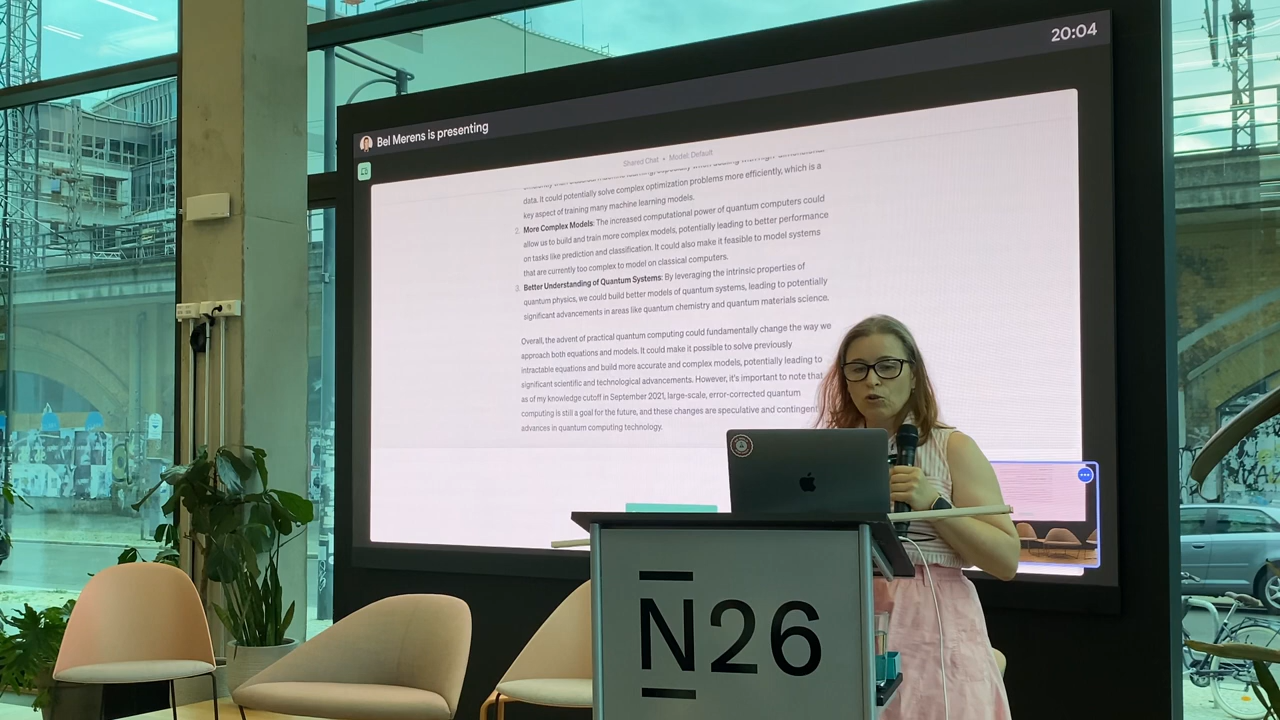 20:04
Bel Merens is presenting
Shared Chat • Model: Default
data. It could potentially solve complex optimization problems more efficiently, which is a
key aspect of training many machine learning models.
2. More Complex Models: The increased computational power of quantum computers could
allow us to build and train more complex models, potentially leading to better performance
on tasks like prediction and classification. It could also make it feasible to model systems
that are currently too complex to model on classical computers.
3. Better Understanding of Quantum Systems: By leveraging the intrinsic properties of
quantum physics, we could build better models of quantum systems, leading to potentially
significant advancements in areas like quantum chemistry and quantum materials science.
Overall, the advent of practical quantum computing could fundamentally change the way we
approach both equations and models. It could make it possible to solve previously
intractable equations and build more accurate and complex models, potentially leading to
significant scientific and technological advancements. However, it's important to note that
as of my knowledge cutoff in September 2021, large-scale, error-corrected quantum
computing is still a goal for the future, and these changes are speculative and contingent
advances in quantum computing technology.
N26